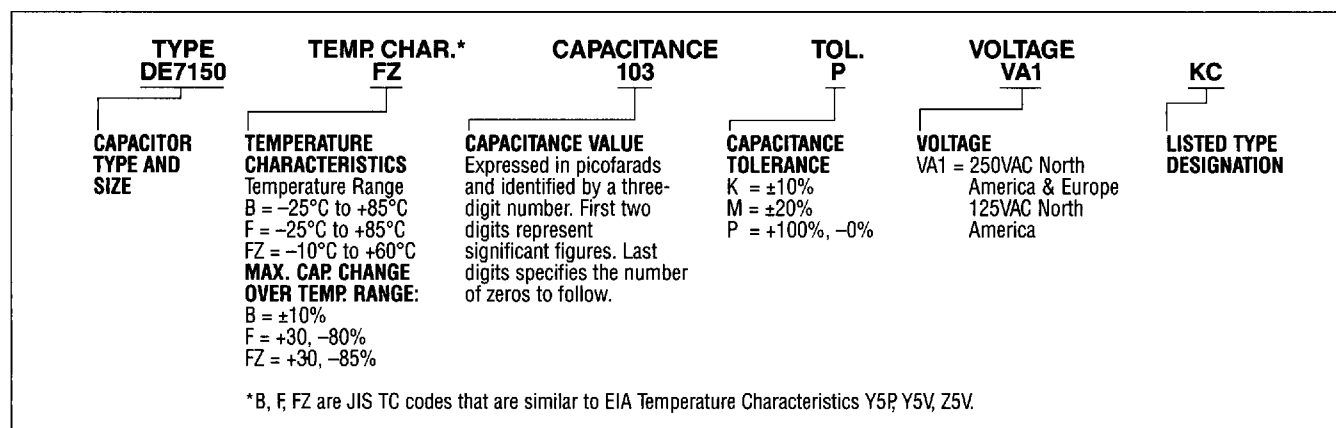 TYPE TEMP. CHAR.* CAPACITANCE TOL. VOLTAGE
DE7150 FZ 103 P VA1 KC
CAPACITOR
TYPE AND
SIZE
TEMPERATURE
CHARACTERISTICS
Temperature Range
B = –25°C to +85°C
F = –25°C to +85°C
FZ = –10°C to +60°C
MAX. CAP. CHANGE
OVER TEMP. RANGE:
B = ±10%
F = +30, –80%
FZ = +30, –85%
CAPACITANCE VALUE
Expressed in picofarads
and identified by a three-
digit number. First two
digits represent
significant figures. Last
digits specifies the number
of zeros to follow.
CAPACITANCE
TOLERANCE
K = ±10%
M = ±20%
P = +100%, –0%
VOLTAGE
VA1 = 250VAC North
America & Europe
125VAC North
America
LISTED TYPE
DESIGNATION
*B, F, FZ are JIS TC codes that are similar to EIA Temperature Characteristics Y5P, Y5V, Z5V.